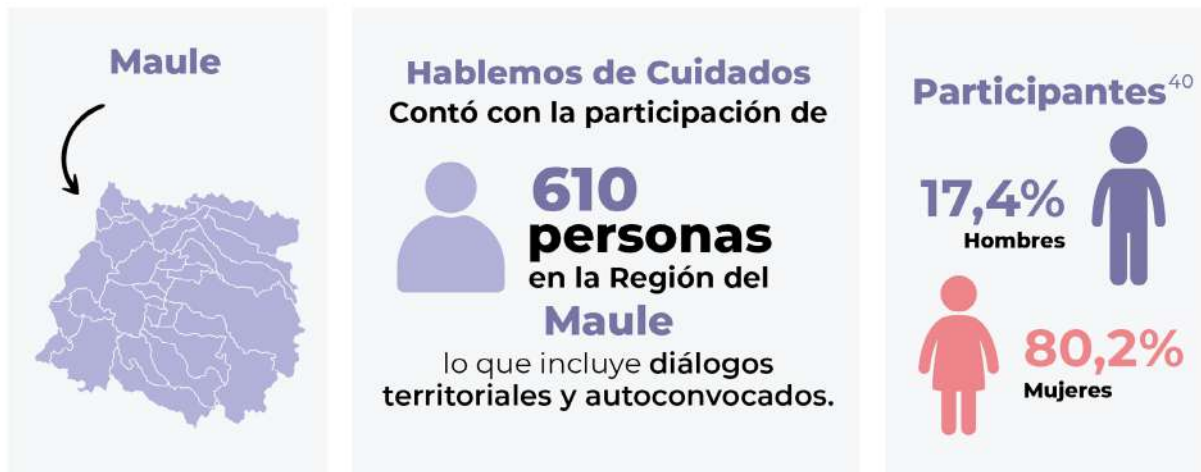 Maule
Hablemos de Cuidados
Contó con la participación de
610
personas
en la Región del
Maule
lo que incluye diálogos
territoriales y autoconvocados.
Participantes40
17,4%
Hombres
80,2%
Mujeres